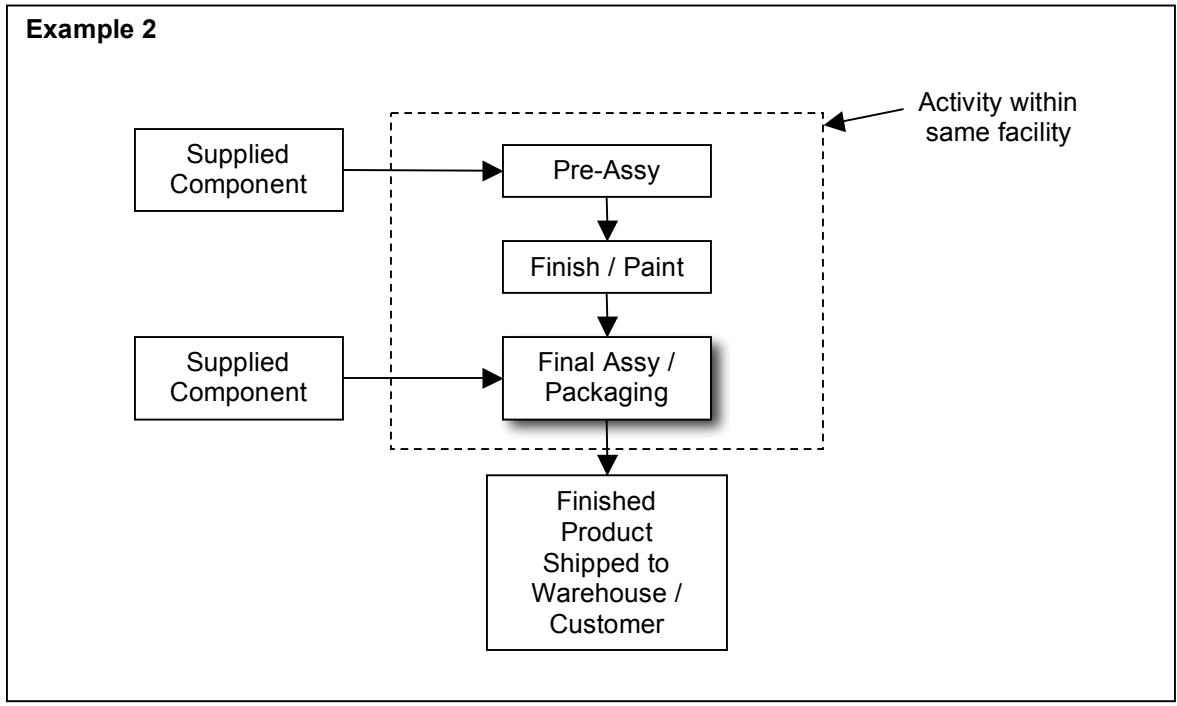 Example 2
Activity within
same facility
Supplied
Component
Pre-Assy
Finish / Paint
Supplied
Component
Final Assy /
Packaging
Finished
Product
Shipped to
Warehouse /
Customer